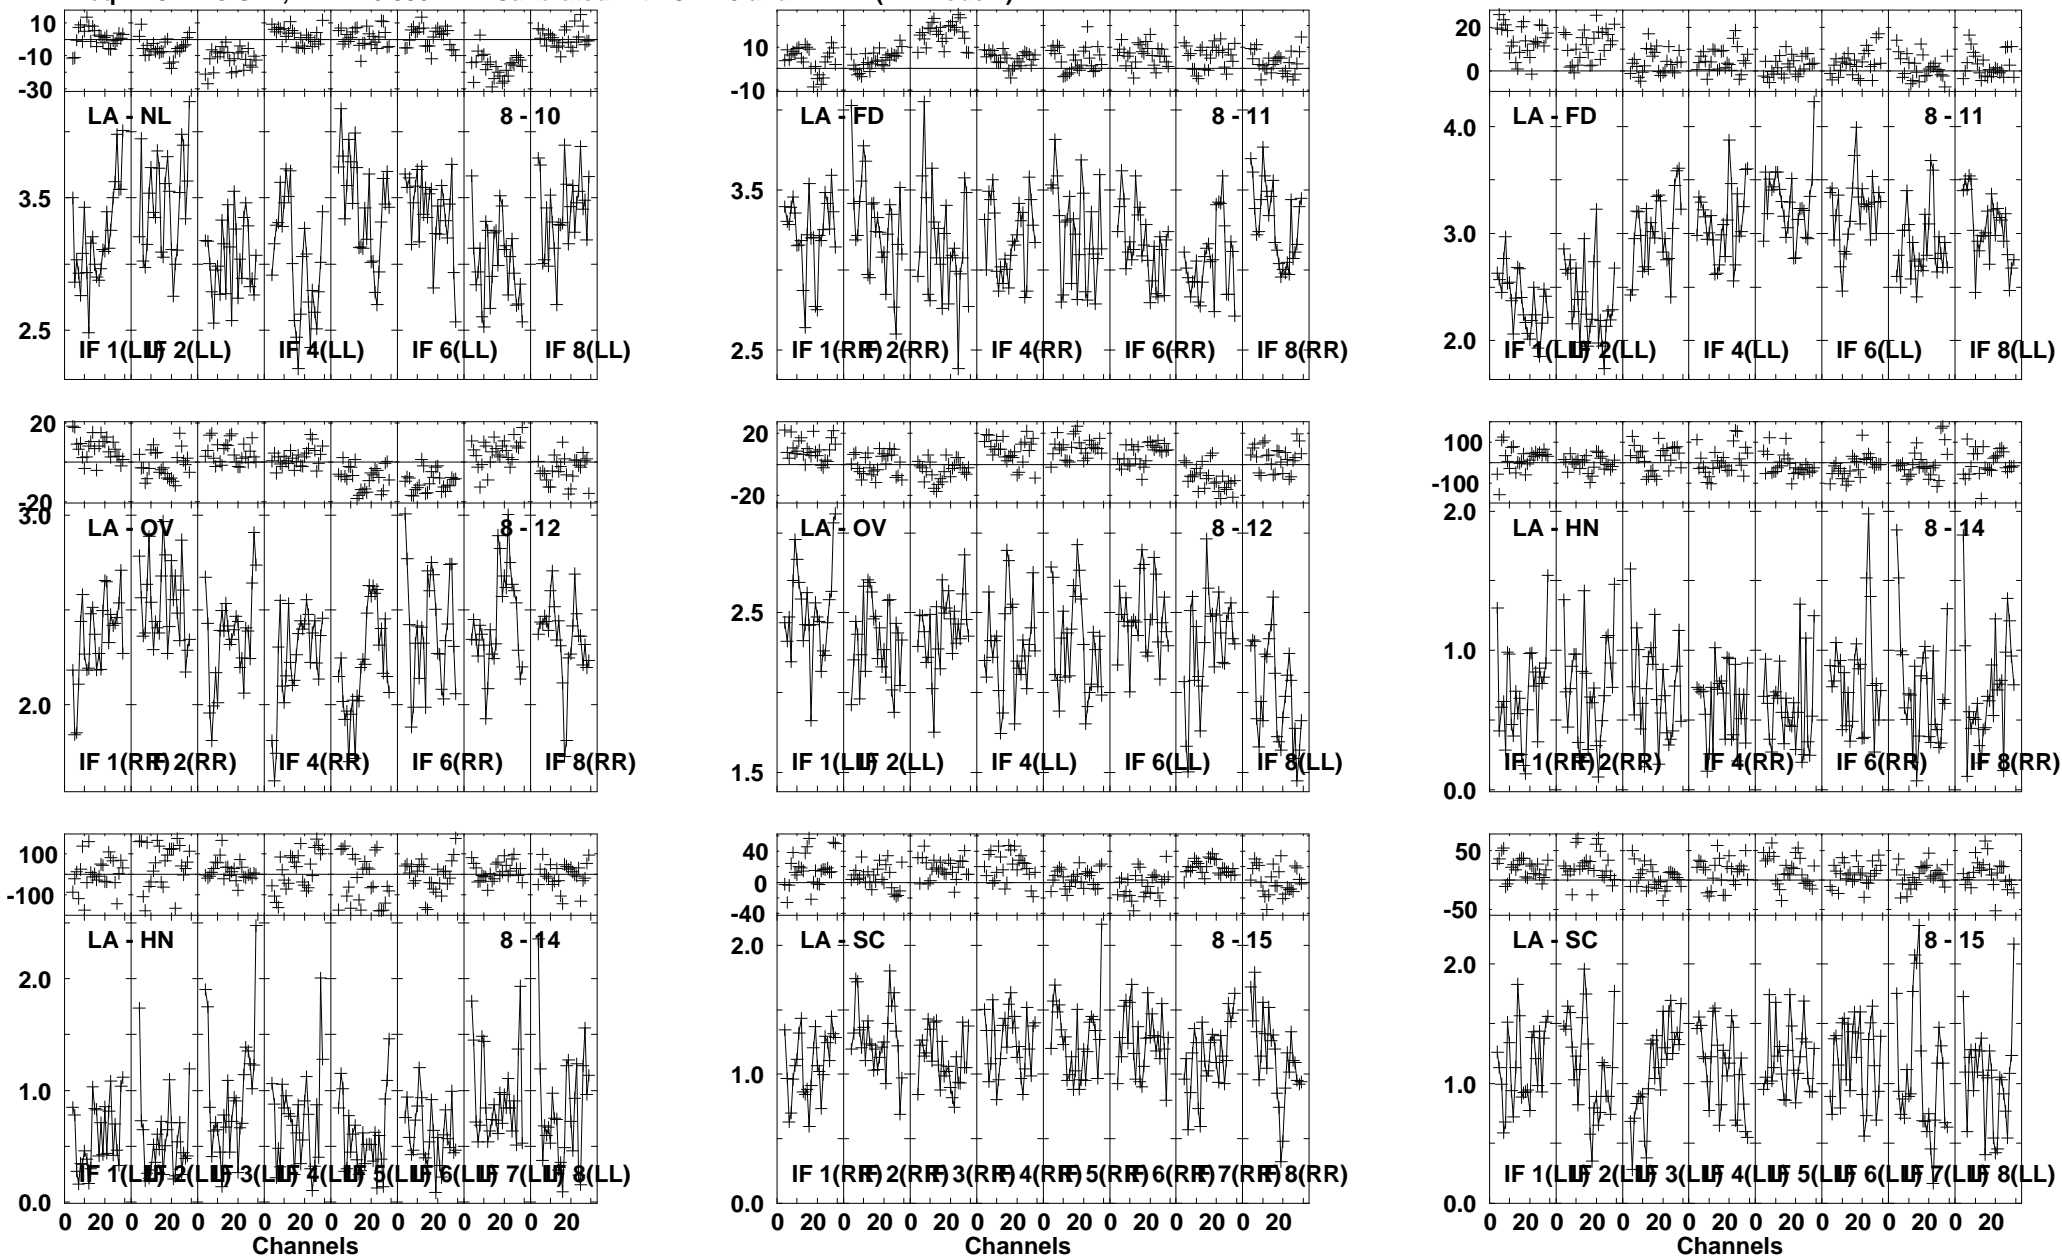 10
-10
-30
LA - NL
8 - 10
3.5
2.5
IF 1(LL)
IF 2(LL)
IF 4(LL)
IF 6(LL)
IF 8(LL)
10
-10
LA - FD
8 - 11
3.5
2.5
IF 1(RR)
IF 2(RR)
IF 4(RR)
IF 6(RR)
IF 8(RR)
20
0
LA - FD
8 - 11
4.0
3.0
2.0
IF 1(LL)
IF 2(LL)
IF 4(LL)
IF 6(LL)
IF 8(LL)
20
-20
3.0
LA - OV
8 - 12
2.0
IF 1(RR)
IF 2(RR)
IF 4(RR)
IF 6(RR)
IF 8(RR)
20
-20
LA - OV
8 - 12
2.5
1.5
IF 1(LL)
IF 2(LL)
IF 4(LL)
IF 6(LL)
IF 8(LL)
100
-100
2.0
LA - HN
8 - 14
1.0
0.0
IF 1(RR)
IF 2(RR)
IF 4(RR)
IF 6(RR)
IF 8(RR)
100
-100
LA - HN
8 - 14
2.0
1.0
0.0
IF 1(LL)
IF 2(LL)
IF 3(LL)
IF 4(LL)
IF 5(LL)
IF 6(LL)
IF 7(LL)
IF 8(LL)
0 20 0 20 0 20 0 20 0 20 0 20 0 20 0 20
Channels
40
0
-40
LA - SC
8 - 15
2.0
1.0
0.0
IF 1(RR)
IF 2(RR)
IF 3(RR)
IF 4(RR)
IF 5(RR)
IF 6(RR)
IF 7(RR)
IF 8(RR)
0 20 0 20 0 20 0 20 0 20 0 20 0 20 0 20
Channels
50
-50
LA - SC
8 - 15
2.0
1.0
0.0
IF 1(LL)
IF 2(LL)
IF 3(LL)
IF 4(LL)
IF 5(LL)
IF 6(LL)
IF 7(LL)
IF 8(LL)
0 20 0 20 0 20 0 20 0 20 0 20 0 20 0 20
Channels